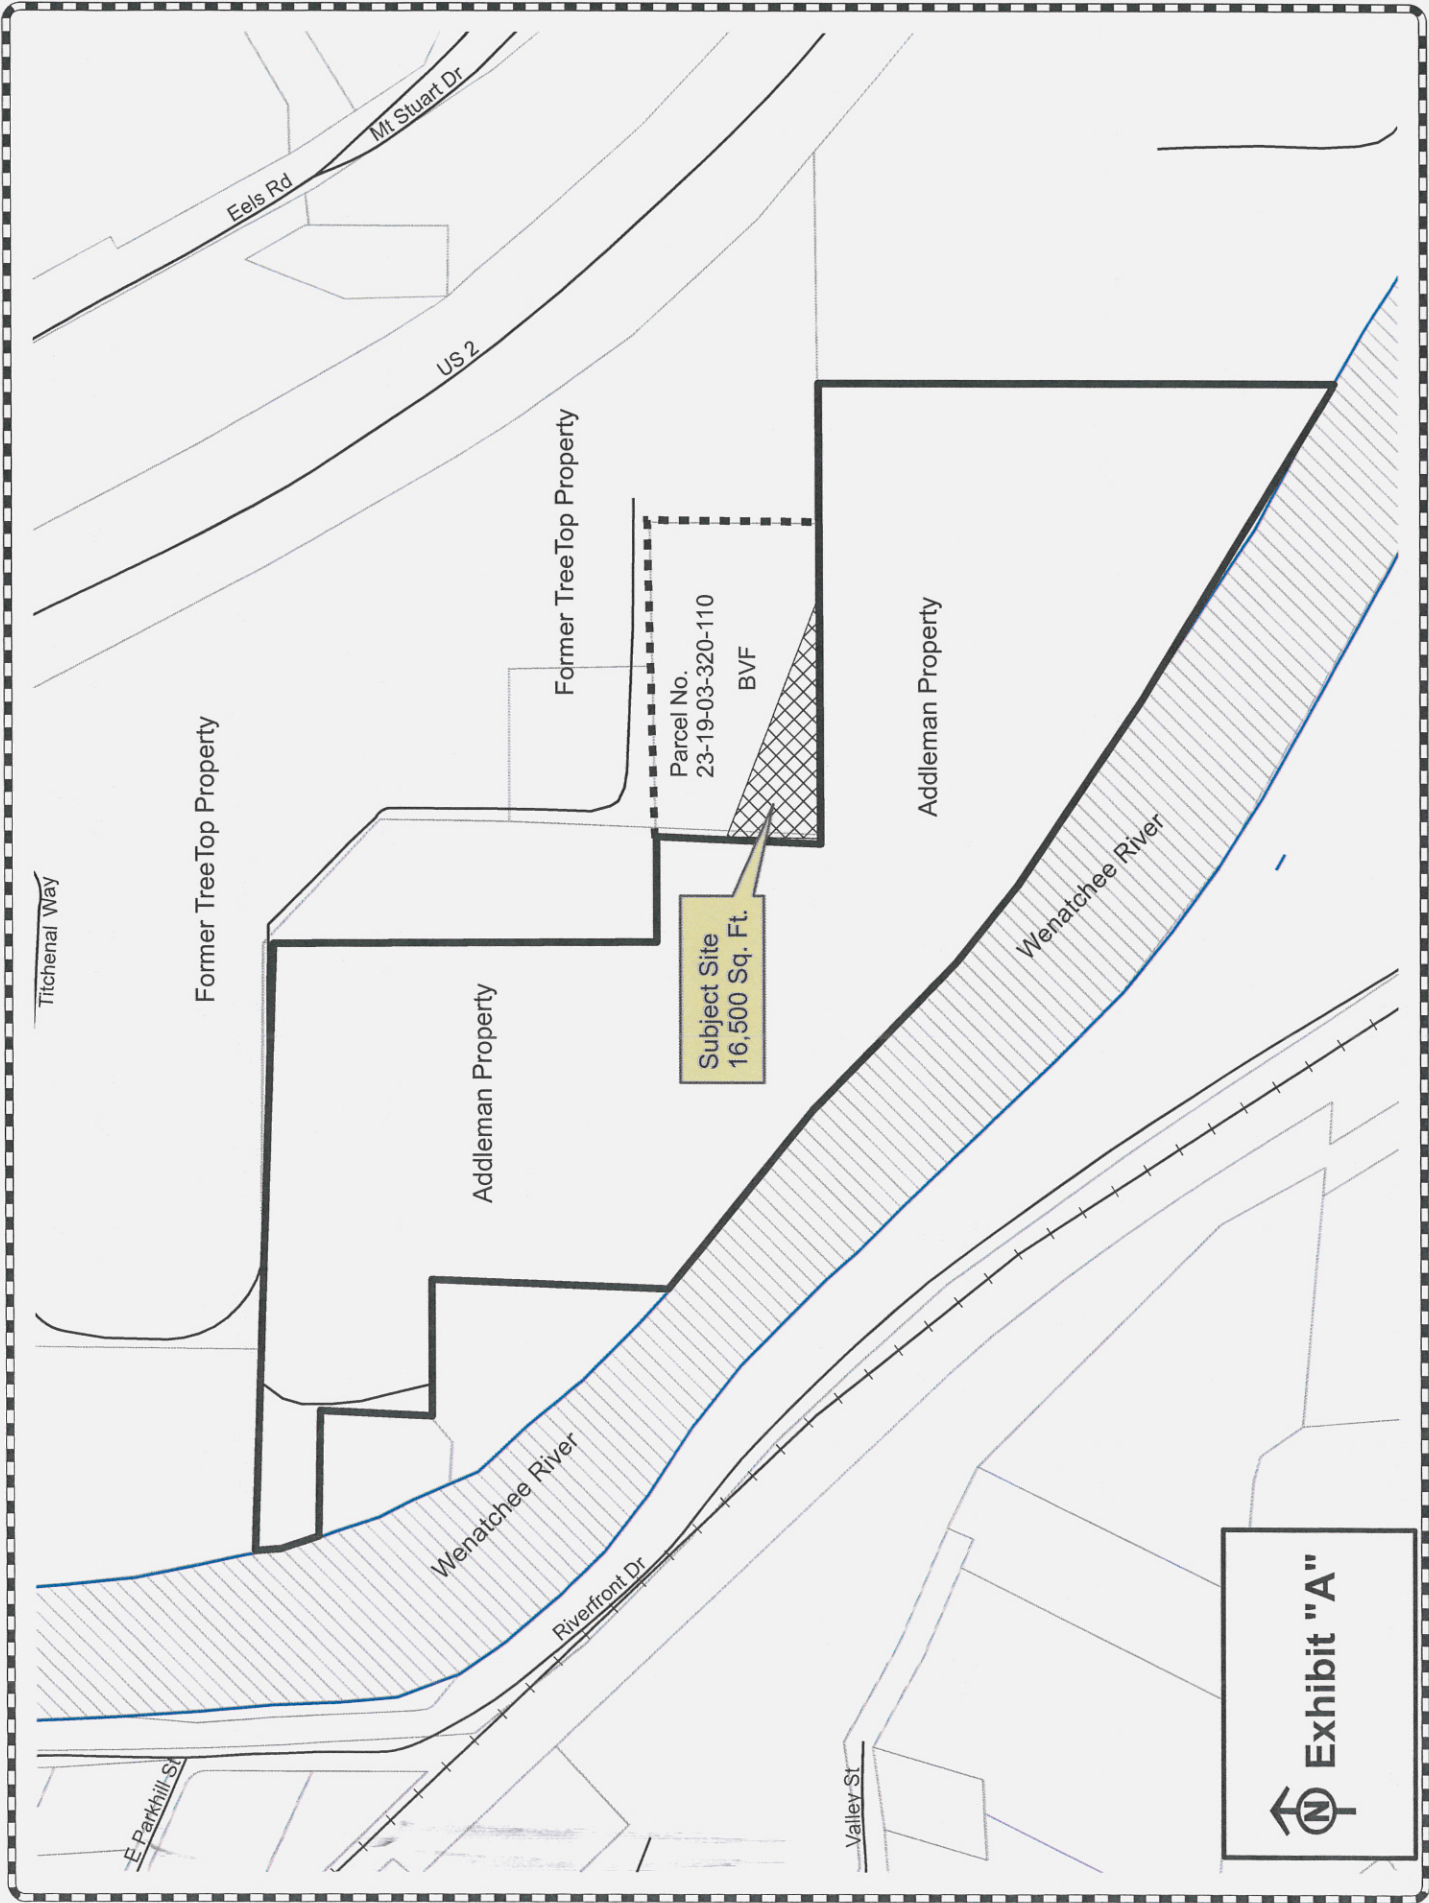 Titchenal Way
Former TreeTop Property
Eels Rd
Mt Stuart Dr
US 2
Former TreeTop Property
Parcel No.
23-19-03-320-110
BVF
Addleman Property
Subject Site
16,500 Sq. Ft.
Addleman Property
Wenatchee River
Wenatchee River
Riverfront Dr
E Parkhill St
Valley St
N
Exhibit "A"